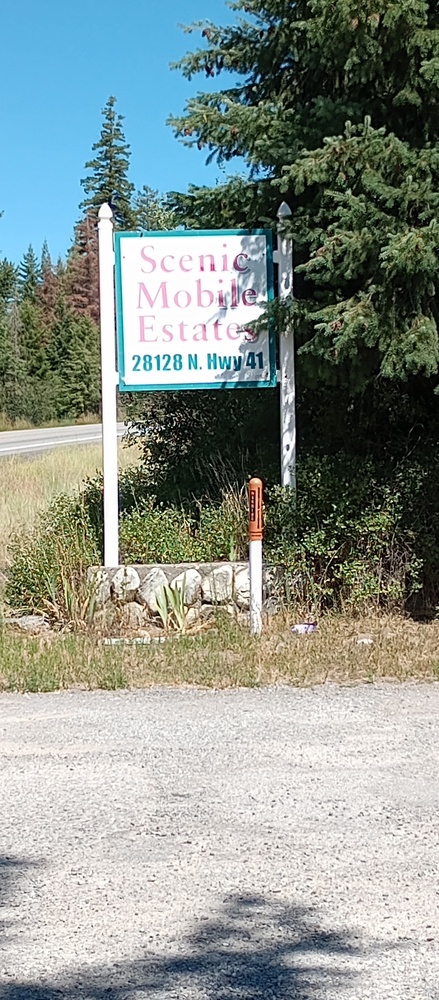 Scenic
Mobile
Estates
28128 N. Hwy 41